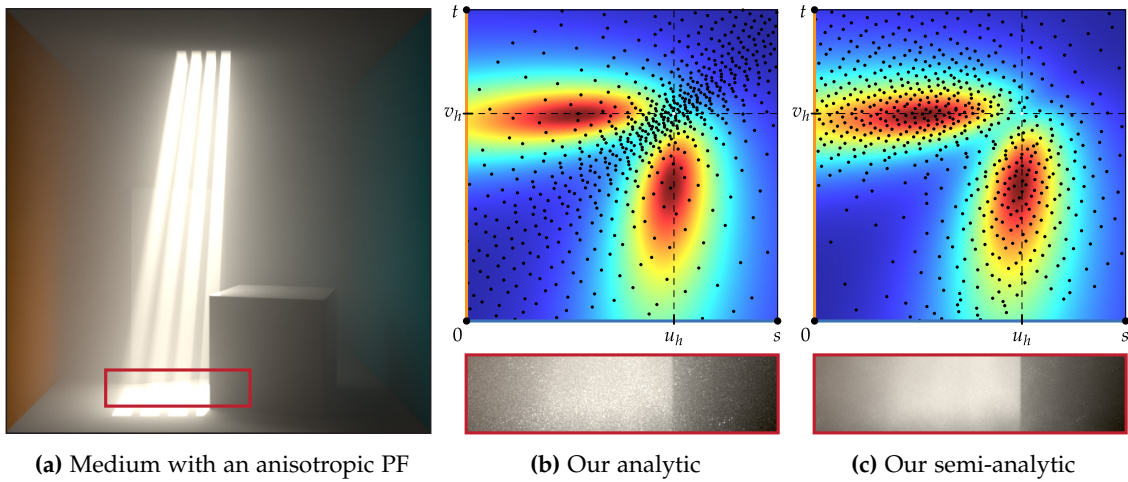 t
v_h
0
u_h
s
t
v_h
0
u_h
s
(a) Medium with an anisotropic PF
(b) Our analytic
(c) Our semi-analytic